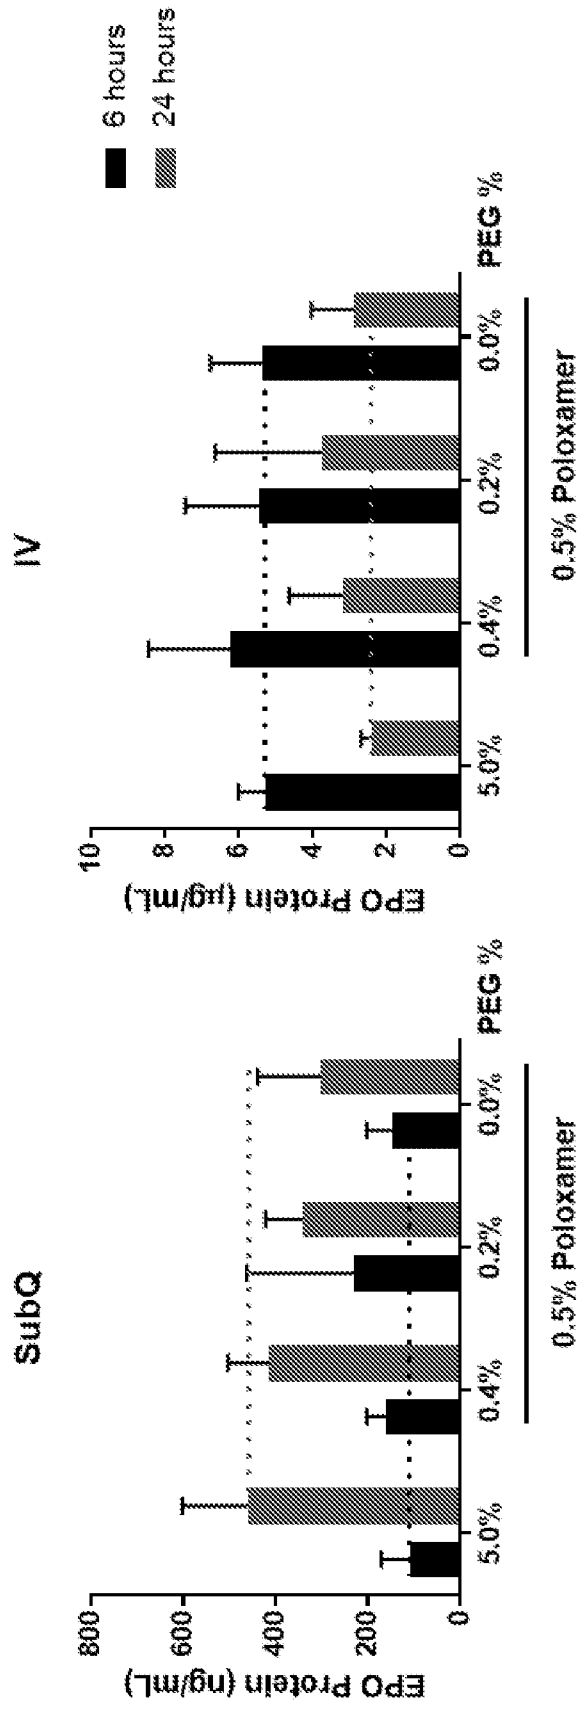 SubQ
EPO Protein (ng/mL)
800
600
400
200
0
5.0%
0.4%
0.2%
0.0%
PEG %
0.5% Poloxamer
IV
EPO Protein (µg/mL)
10
8
6
4
2
0
5.0%
0.4%
0.2%
0.0%
PEG %
0.5% Poloxamer
6 hours
24 hours